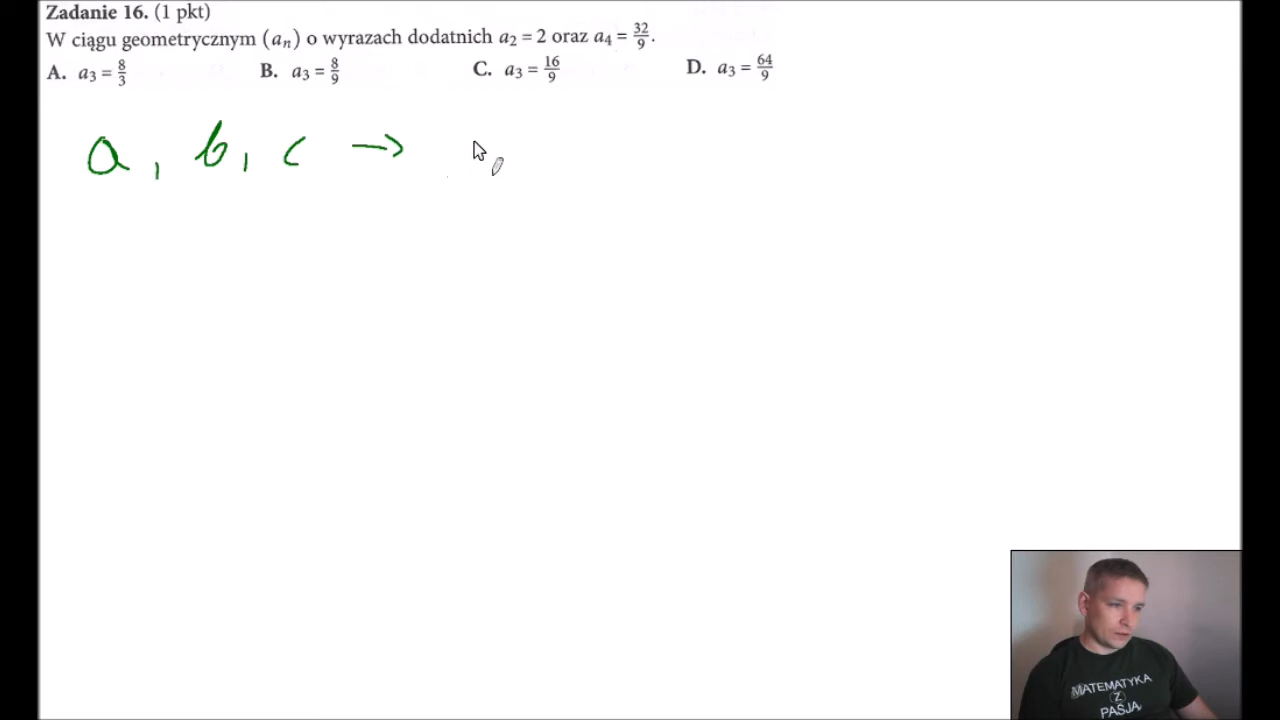 Zadanie 16. (1 pkt)
W ciągu geometrycznym (aₙ) o wyrazach dodatnich a₂ = 2 oraz a₄ = 32/9.
A. a₃ = 8/3 B. a₃ = 8/9 C. a₃ = 16/9 D. a₃ = 64/9
a, b, c →
MATEMATYKA
Z
PASJĄ